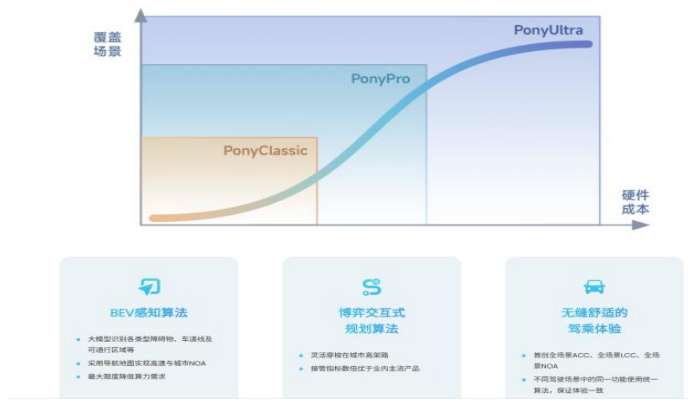 覆盖
场景
PonyUltra
PonyPro
PonyClassic
硬件
成本
BEV感知算法
大模型识别各类型障碍物、车道线及
可通行区域等
采用导航地图实现高速与城市NOA
最大限度降低算力需求
博弈交互式
规划算法
灵活穿梭在城市高架路
接管指标数倍优于业内主流产品
无缝舒适的
驾乘体验
首创全场景ACC、全场景LCC、全场
景NOA
不同驾驶场景中的同一功能使用统一
算法，保证体验一致